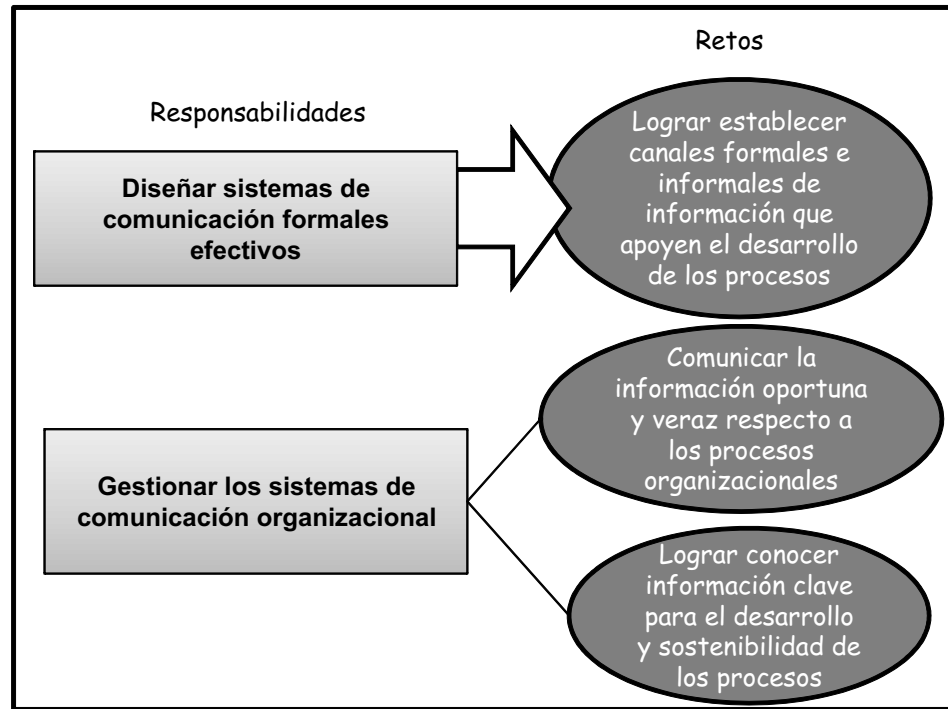 Retos
Responsabilidades
Diseñar sistemas de
comunicación formales
efectivos
Lograr establecer
canales formales e
informales de
información que
apoyen el desarrollo
de los procesos
Gestionar los sistemas de
comunicación organizacional
Comunicar la
información oportuna
y veraz respecto a
los procesos
organizacionales
Lograr conocer
información clave
para el desarrollo
y sostenibilidad de
los procesos